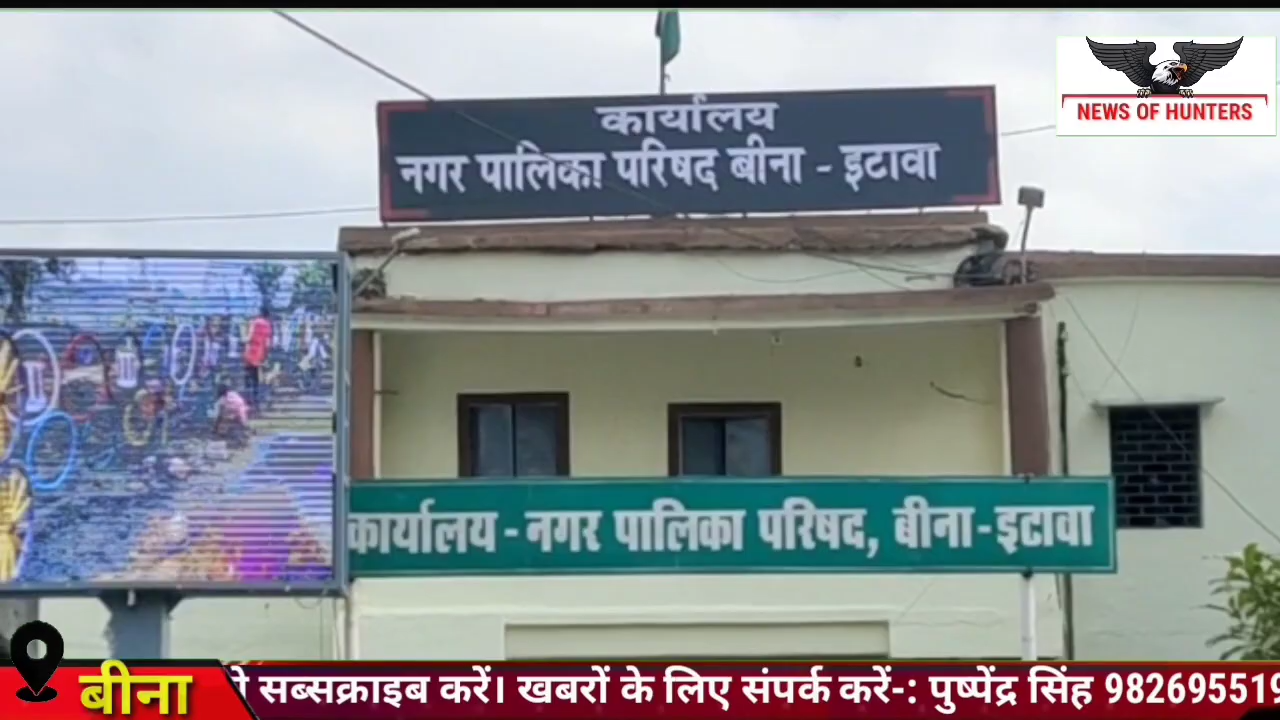 कार्यालय
नगर पालिका परिषद बीना - इटावा
NEWS OF HUNTERS
कार्यालय - नगर पालिका परिषद, बीना - इटावा
बीना
सब्सक्राइब करें। खबरों के लिए संपर्क करें-: पुष्पेंद्र सिंह 982695519